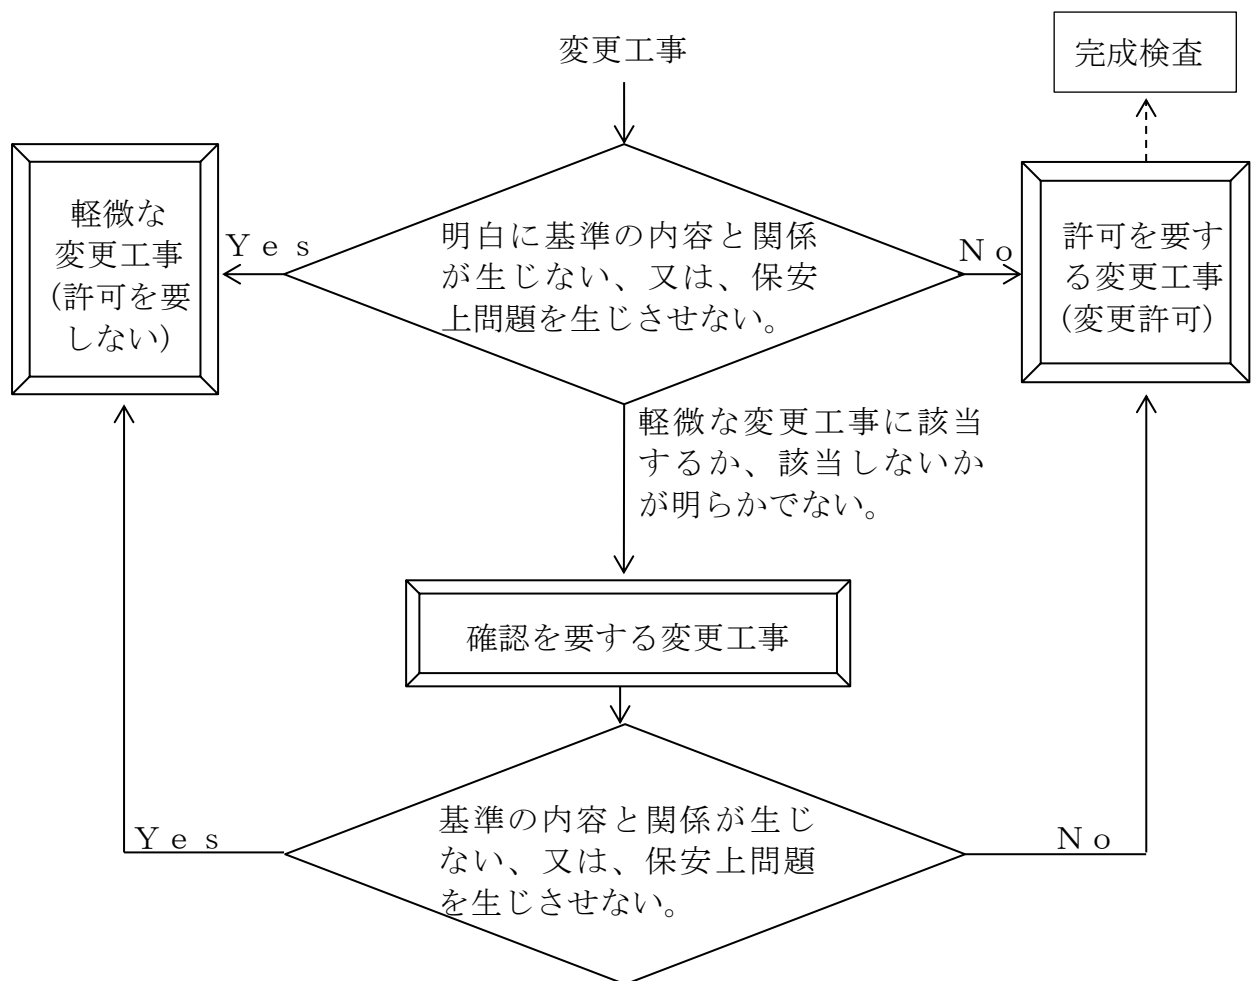 変更工事
完成検査
軽微な
変更工事
(許可を要
しない)
Ｙｅｓ
明白に基準の内容と関係
が生じない、又は、保安
上問題を生じさせない。
Ｎｏ
許可を要す
る変更工事
(変更許可)
軽微な変更工事に該当
するか、該当しないか
が明らかでない。
確認を要する変更工事
Ｙｅｓ
基準の内容と関係が生じ
ない、又は、保安上問題
を生じさせない。
Ｎｏ